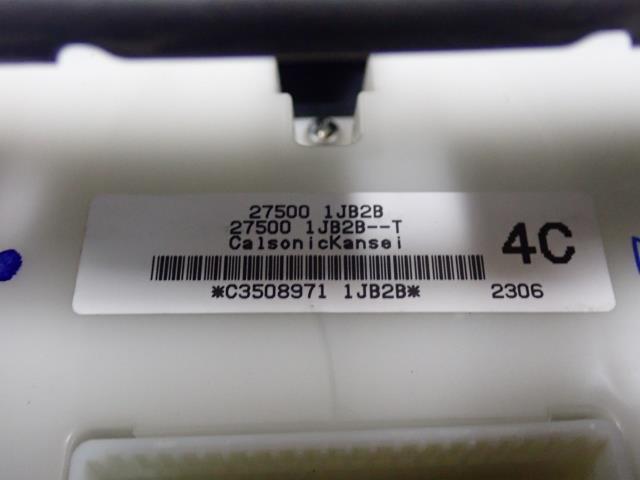 27500 1JB2B
27500 1JB2B--T
CalsonicKansei
4C
*C3508971 1JB2B*
2306